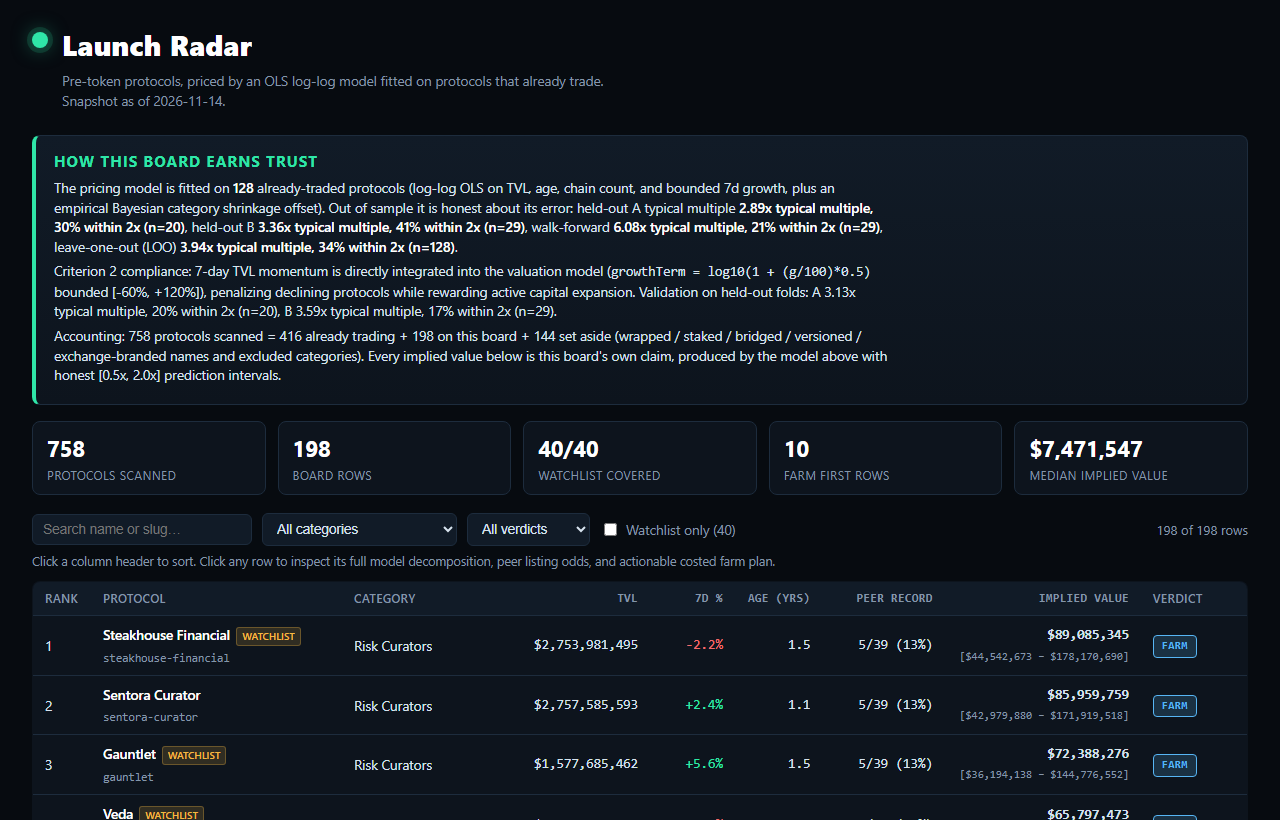 Launch Radar
Pre-token protocols, priced by an OLS log-log model fitted on protocols that already trade.
Snapshot as of 2026-11-14.
HOW THIS BOARD EARNS TRUST
The pricing model is fitted on 128 already-traded protocols (log-log OLS on TVL, age, chain count, and bounded 7d growth, plus an
empirical Bayesian category shrinkage offset). Out of sample it is honest about its error: held-out A typical multiple 2.89x typical multiple,
30% within 2x (n=20), held-out B 3.36x typical multiple, 41% within 2x (n=29), walk-forward 6.08x typical multiple, 21% within 2x (n=29),
leave-one-out (LOO) 3.94x typical multiple, 34% within 2x (n=128).
Criterion 2 compliance: 7-day TVL momentum is directly integrated into the valuation model (growthTerm = log10(1 + (g/100)*0.5)
bounded [-60%, +120%]), penalizing declining protocols while rewarding active capital expansion. Validation on held-out folds: A 3.13x
typical multiple, 20% within 2x (n=20), B 3.59x typical multiple, 17% within 2x (n=29).
Accounting: 758 protocols scanned = 416 already trading + 198 on this board + 144 set aside (wrapped / staked / bridged / versioned /
exchange-branded names and excluded categories). Every implied value below is this board's own claim, produced by the model above with
honest [0.5x, 2.0x] prediction intervals.
758 198 40/40 10 $7,471,547
PROTOCOLS SCANNED BOARD ROWS WATCHLIST COVERED FARM FIRST ROWS MEDIAN IMPLIED VALUE
Search name or slug... All categories All verdicts Watchlist only (40) 198 of 198 rows
Click a column header to sort. Click any row to inspect its full model decomposition, peer listing odds, and actionable costed farm plan.
RANK PROTOCOL CATEGORY TVL 7D % AGE (YRS) PEER RECORD IMPLIED VALUE VERDICT
1 Steakhouse Financial WATCHLIST Risk Curators $2,753,981,495 -2.2% 1.5 5/39 (13%) $89,085,345 FARM
steakhouse-financial [$44,542,673 – $178,170,690]
2 Sentora Curator Risk Curators $2,757,585,593 +2.4% 1.1 5/39 (13%) $85,959,759 FARM
sentora-curator [$42,979,880 – $171,919,518]
3 Gauntlet WATCHLIST Risk Curators $1,577,685,462 +5.6% 1.5 5/39 (13%) $72,388,276 FARM
gauntlet [$36,194,138 – $144,776,552]
Veda WATCHLIST $65,797,473